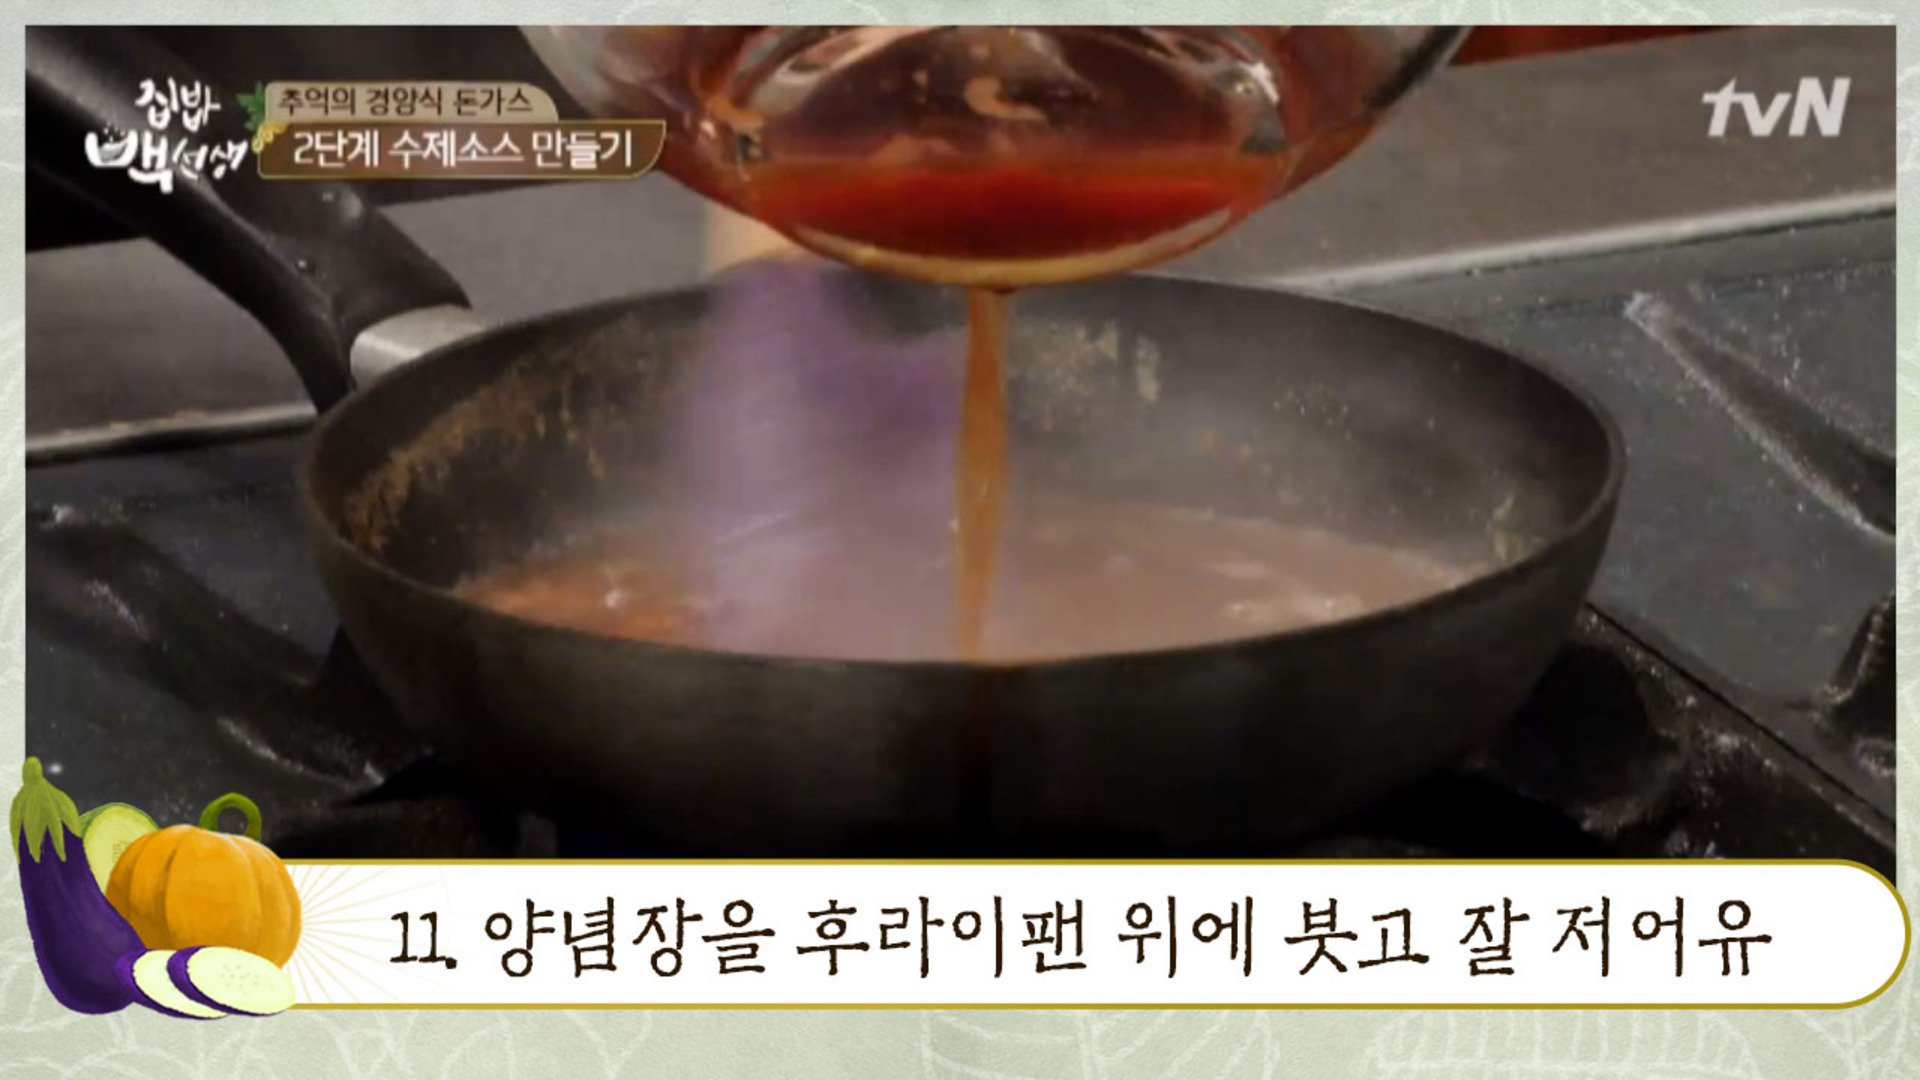 집밥
백선생
추억의 경양식 돈가스
2단계 수제소스 만들기
tvN
11. 양념장을 후라이팬 위에 붓고 잘 저어유